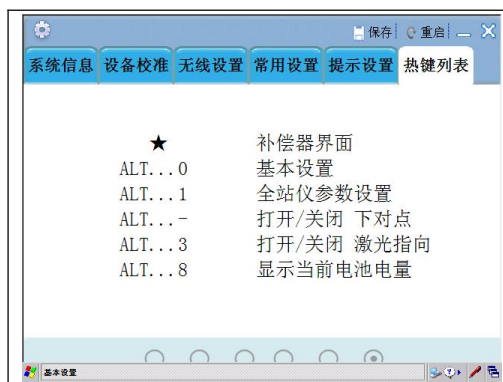 保存 重启
系统信息 设备校准 无线设置 常用设置 提示设置 热键列表
★ 补偿器界面
ALT...0 基本设置
ALT...1 全站仪参数设置
ALT...- 打开/关闭 下对点
ALT...3 打开/关闭 激光指向
ALT...8 显示当前电池电量
基本设置